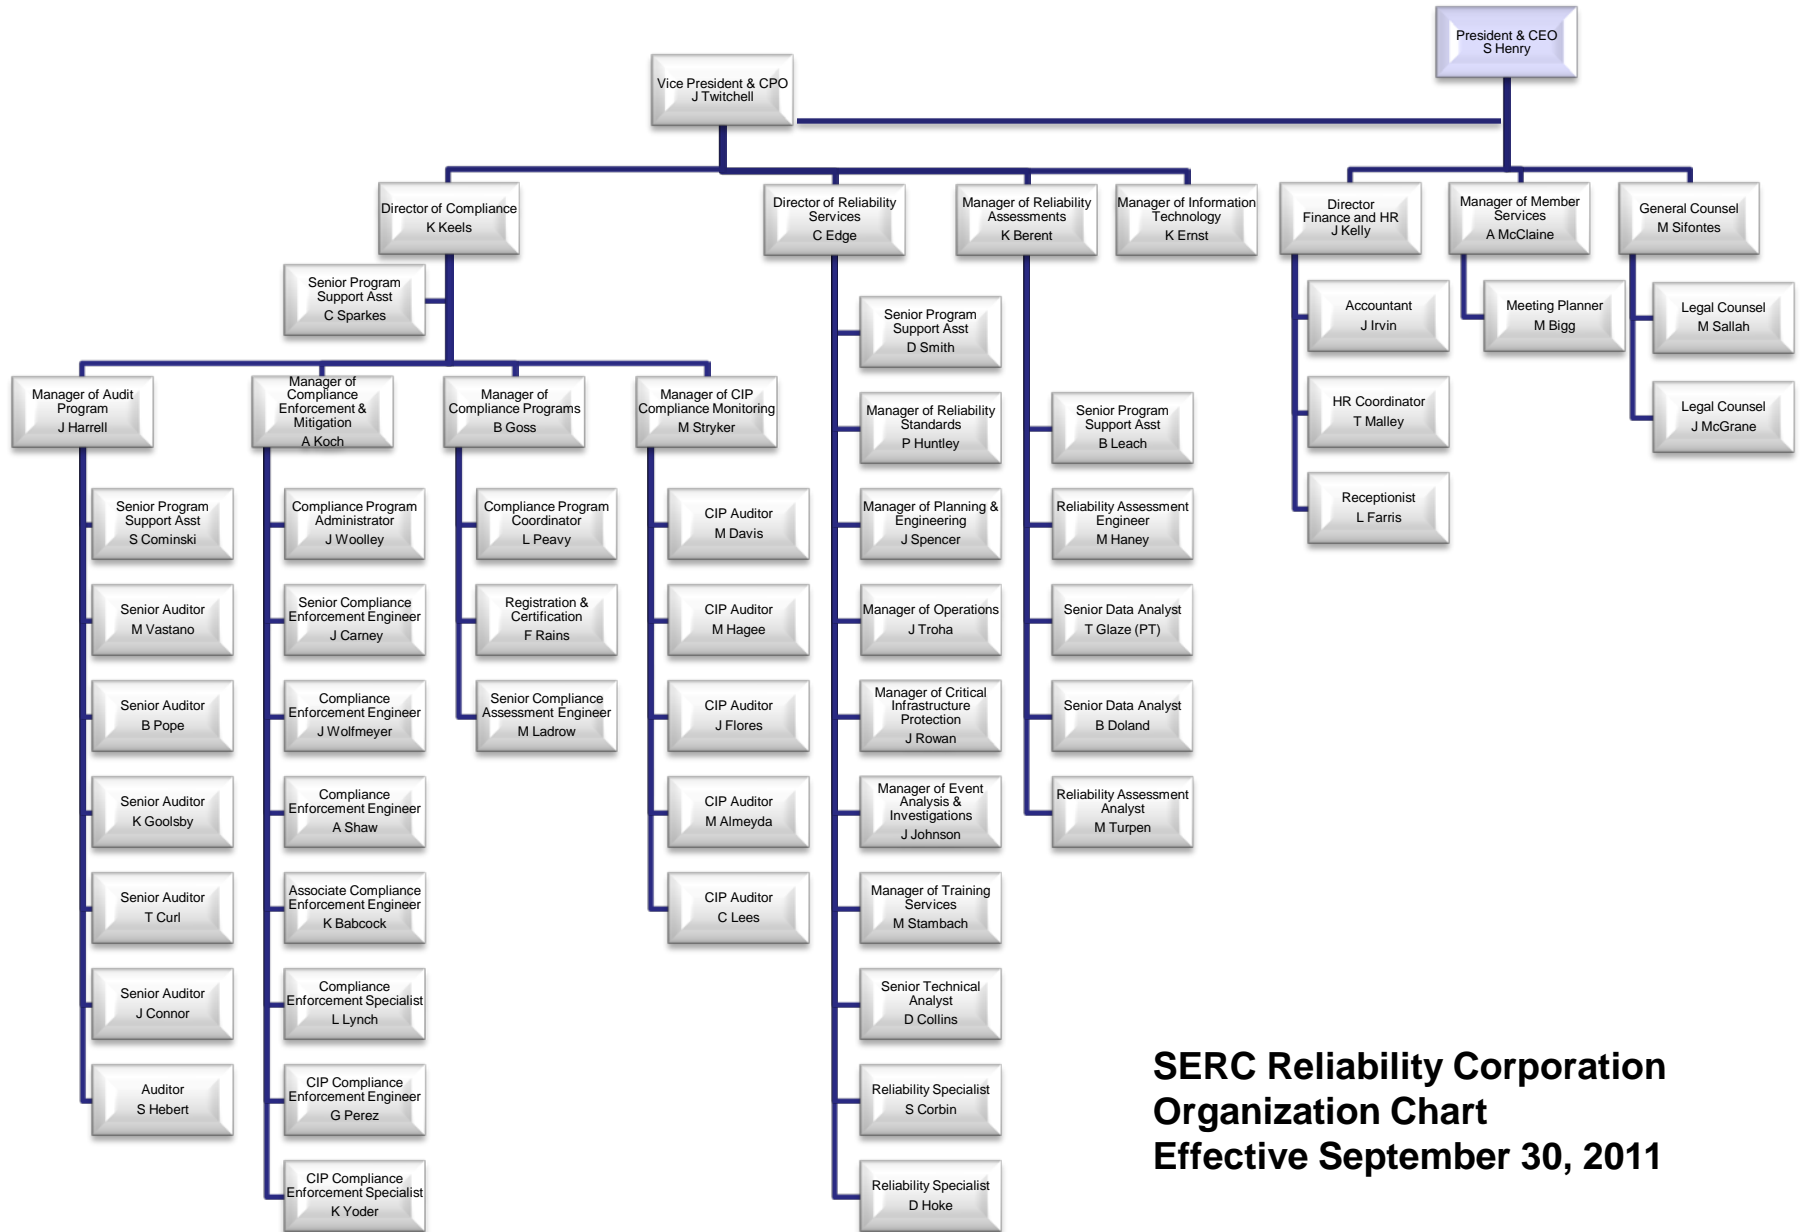 President & CEO
S Henry
Vice President & CPO
J Twitchell
Director of Compliance
K Keels
Director of Reliability
Services
C Edge
Manager of Reliability
Assessments
K Berent
Manager of Information
Technology
K Ernst
Director
Finance and HR
J Kelly
Manager of Member
Services
A McClaine
General Counsel
M Sifontes
Senior Program
Support Asst
C Sparkes
Manager of Audit
Program
J Harrell
Manager of
Compliance
Enforcement &
Mitigation
A Koch
Manager of
Compliance Programs
B Goss
Manager of CIP
Compliance Monitoring
M Stryker
Senior Program
Support Asst
S Cominski
Senior Auditor
M Vastano
Senior Auditor
B Pope
Senior Auditor
K Goolsby
Senior Auditor
T Curl
Senior Auditor
J Connor
Auditor
S Hebert
Compliance Program
Administrator
J Woolley
Senior Compliance
Enforcement Engineer
J Carney
Compliance
Enforcement Engineer
J Wolfmeyer
Compliance
Enforcement Engineer
A Shaw
Associate Compliance
Enforcement Engineer
K Babcock
Compliance
Enforcement Specialist
L Lynch
CIP Compliance
Enforcement Engineer
G Perez
CIP Compliance
Enforcement Specialist
K Yoder
Compliance Program
Coordinator
L Peavy
Registration &
Certification
F Rains
Senior Compliance
Assessment Engineer
M Ladrow
CIP Auditor
M Davis
CIP Auditor
M Hagee
CIP Auditor
J Flores
CIP Auditor
M Almeyda
CIP Auditor
C Lees
Senior Program
Support Asst
D Smith
Manager of Reliability
Standards
P Huntley
Manager of Planning &
Engineering
J Spencer
Manager of Operations
J Troha
Manager of Critical
Infrastructure
Protection
J Rowan
Manager of Event
Analysis &
Investigations
J Johnson
Manager of Training
Services
M Stambach
Senior Technical
Analyst
D Collins
Reliability Specialist
S Corbin
Reliability Specialist
D Hoke
Senior Program
Support Asst
B Leach
Reliability Assessment
Engineer
M Haney
Senior Data Analyst
T Glaze (PT)
Senior Data Analyst
B Doland
Reliability Assessment
Analyst
M Turpen
Accountant
J Irvin
HR Coordinator
T Malley
Receptionist
L Farris
Meeting Planner
M Bigg
Legal Counsel
M Sallah
Legal Counsel
J McGrane
SERC Reliability Corporation
Organization Chart
Effective September 30, 2011